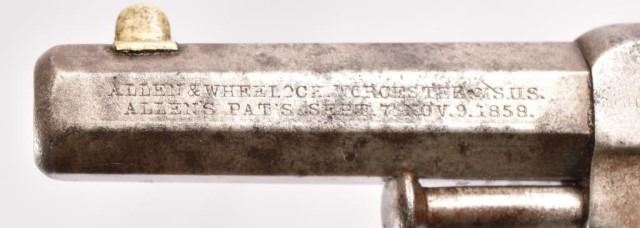 ALLEN & WHEELOCK WORCESTER MS.U.S.
ALLEN'S PAT'S. SEPT. 7. NOV. 9. 1858.